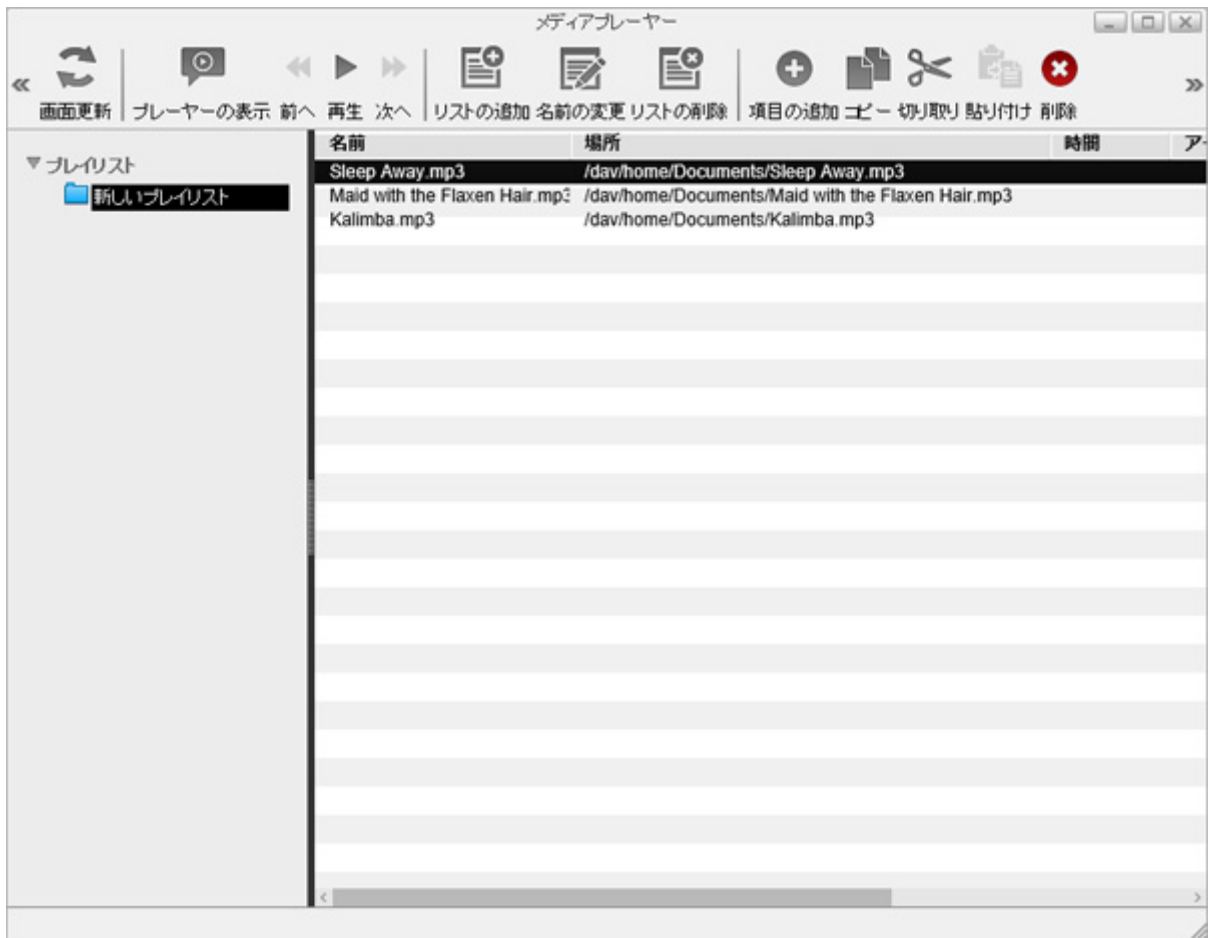 メディアプレーヤー
« 画面更新 プレーヤーの表示 前へ 再生 次へ リストの追加 名前の変更 リストの削除 項目の追加 コピー 切り取り 貼り付け 削除 »
名前 場所 時間 アー
プレイリスト
新しいプレイリスト
Sleep Away.mp3 /dav/home/Documents/Sleep Away.mp3
Maid with the Flaxen Hair.mp3 /dav/home/Documents/Maid with the Flaxen Hair.mp3
Kalimba.mp3 /dav/home/Documents/Kalimba.mp3